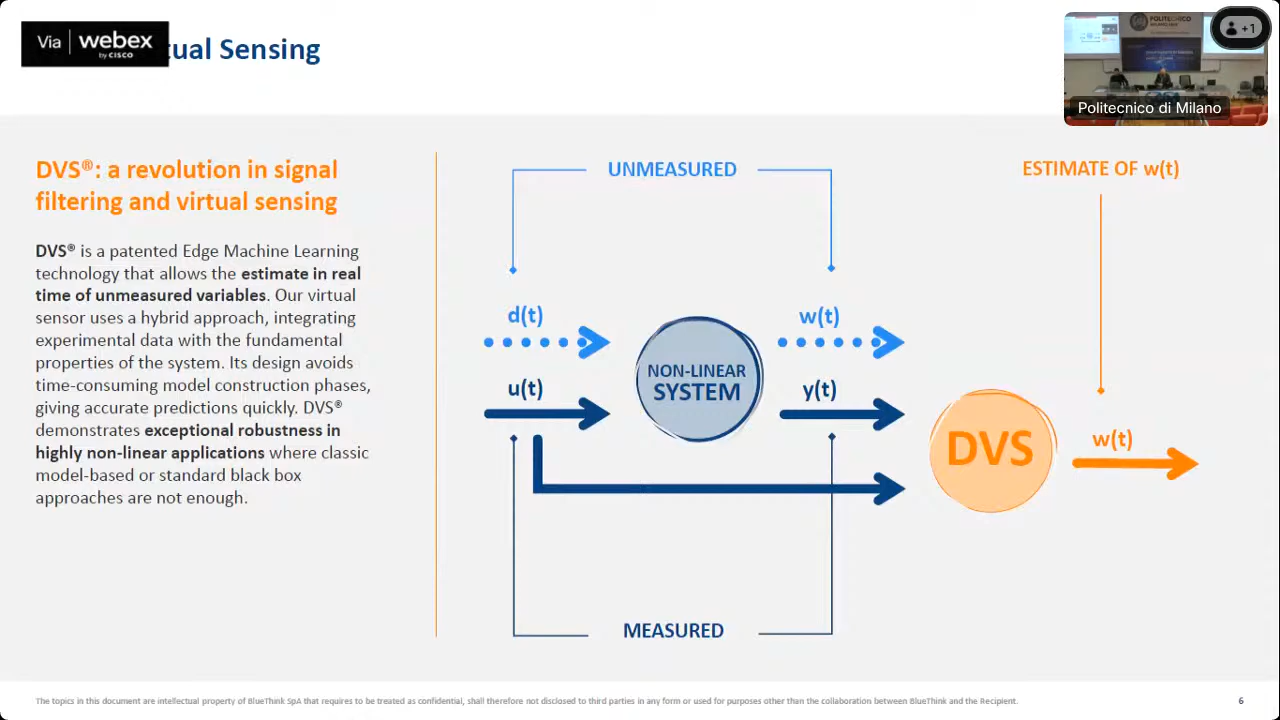 Via webex
by CISCO
tual Sensing
+1
POLITECNICO
Politecnico di Milano
DVS®: a revolution in signal
filtering and virtual sensing
DVS® is a patented Edge Machine Learning
technology that allows the estimate in real
time of unmeasured variables. Our virtual
sensor uses a hybrid approach, integrating
experimental data with the fundamental
properties of the system. Its design avoids
time-consuming model construction phases,
giving accurate predictions quickly. DVS®
demonstrates exceptional robustness in
highly non-linear applications where classic
model-based or standard black box
approaches are not enough.
UNMEASURED
ESTIMATE OF w(t)
d(t)
w(t)
NON-LINEAR
SYSTEM
u(t)
y(t)
DVS
w(t)
MEASURED
The topics in this document are intellectual property of BlueThink SpA that requires to be treated as confidential, shall therefore not disclosed to third parties in any form or used for purposes other than the collaboration between BlueThink and the Recipient.
6